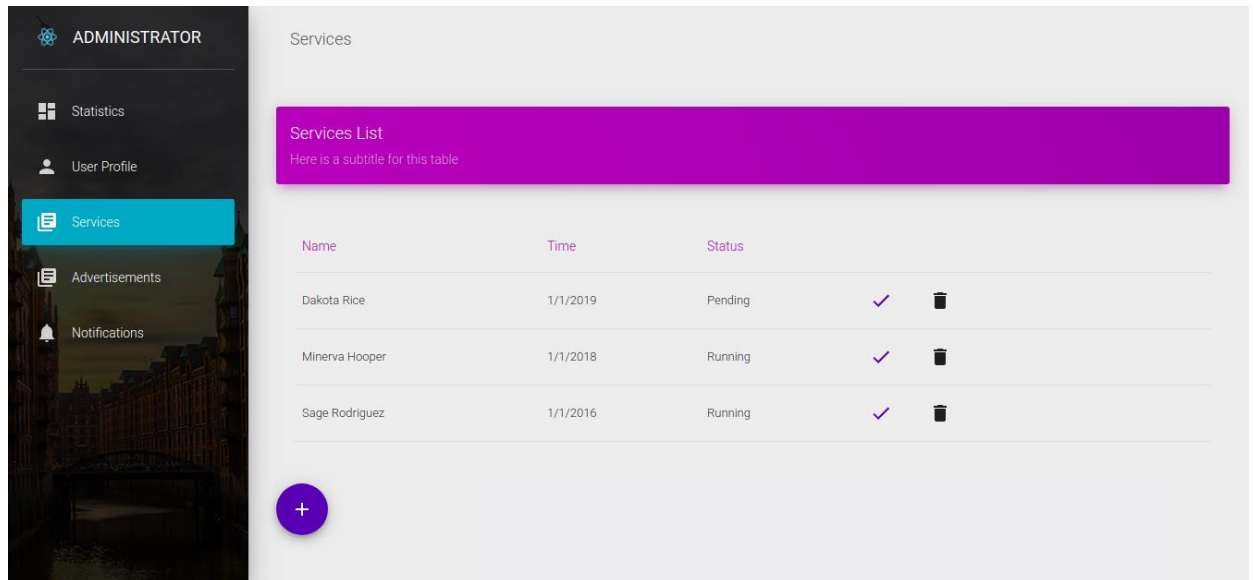 ADMINISTRATOR
Statistics
User Profile
Services
Advertisements
Notifications
Services
Services List
Here is a subtitle for this table
Name Time Status
Dakota Rice 1/1/2019 Pending
Minerva Hooper 1/1/2018 Running
Sage Rodriguez 1/1/2016 Running